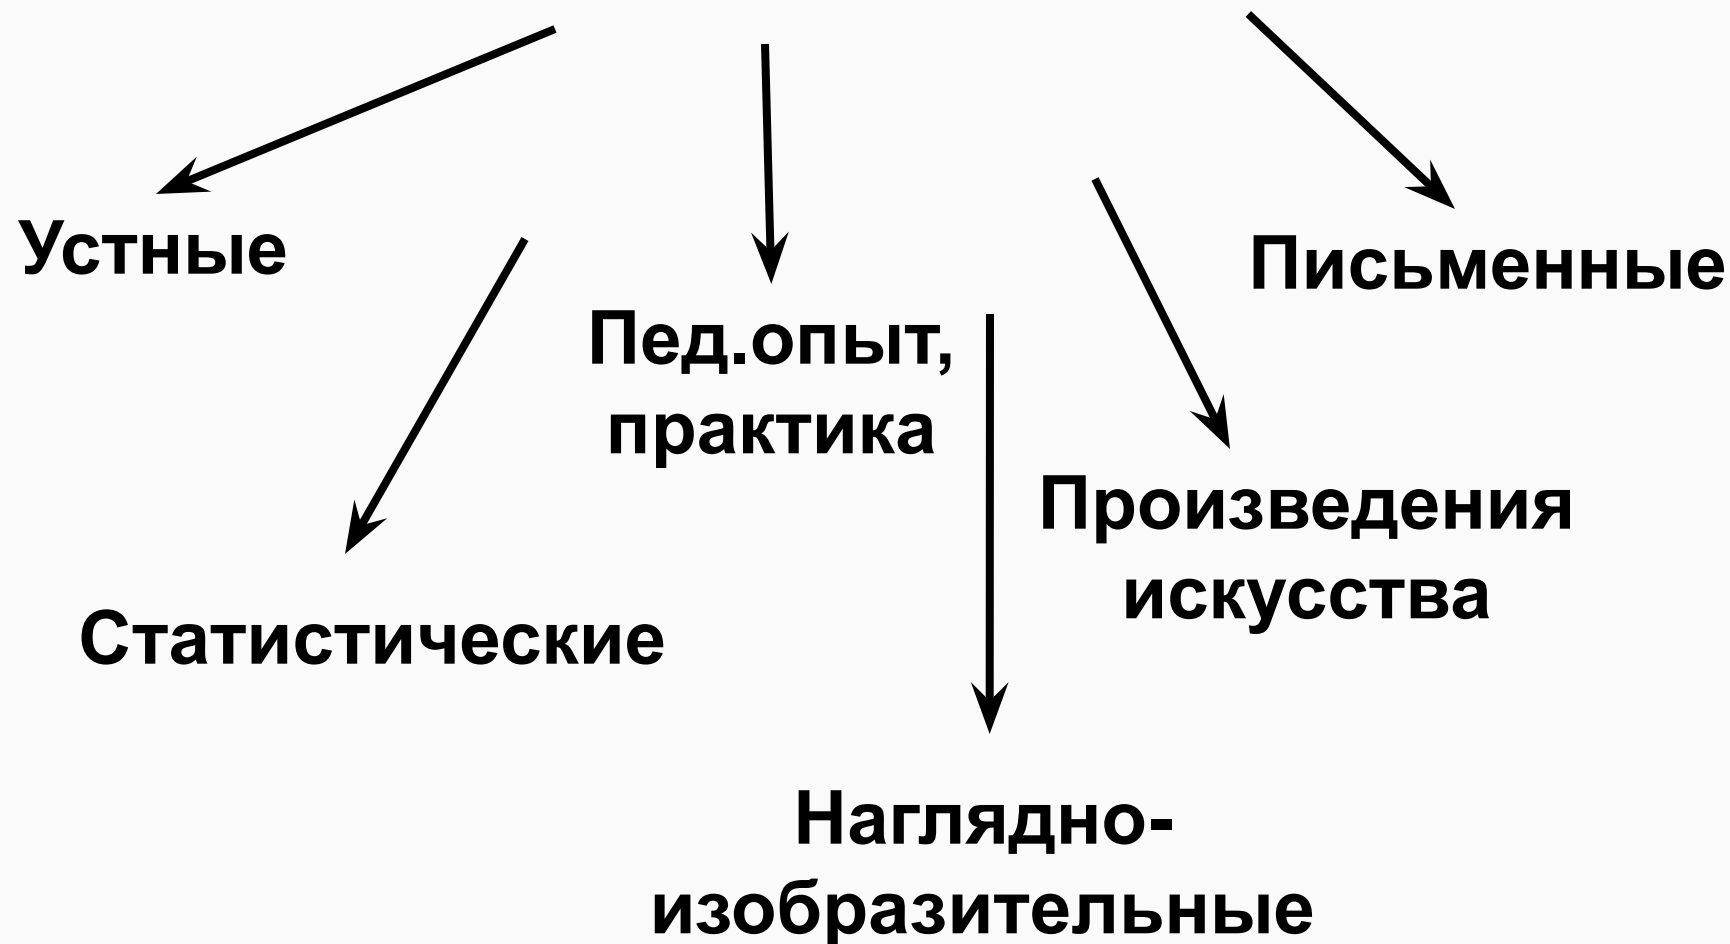 Устные
Письменные
Пед.опыт,
практика
Произведения
искусства
Статистические
Наглядно-
изобразительные